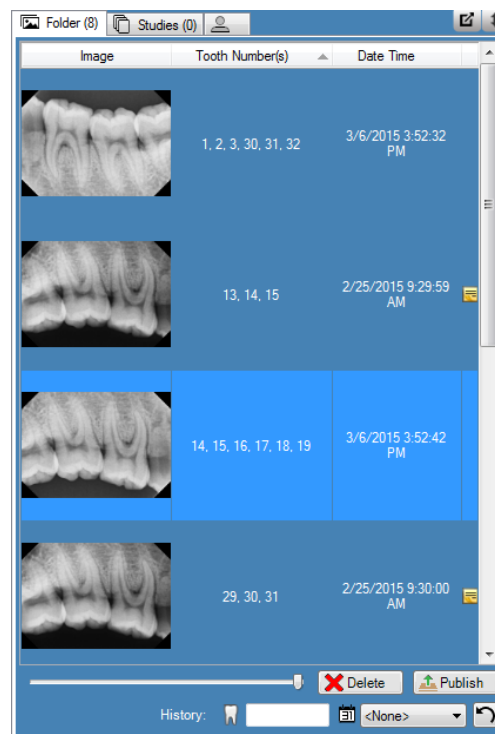 Folder (8) Studies (0)
Image Tooth Number(s) Date Time
1, 2, 3, 30, 31, 32 3/6/2015 3:52:32
PM
13, 14, 15 2/25/2015 9:29:59
AM
14, 15, 16, 17, 18, 19 3/6/2015 3:52:42
PM
29, 30, 31 2/25/2015 9:30:00
AM
Delete Publish
History: 31 <None>